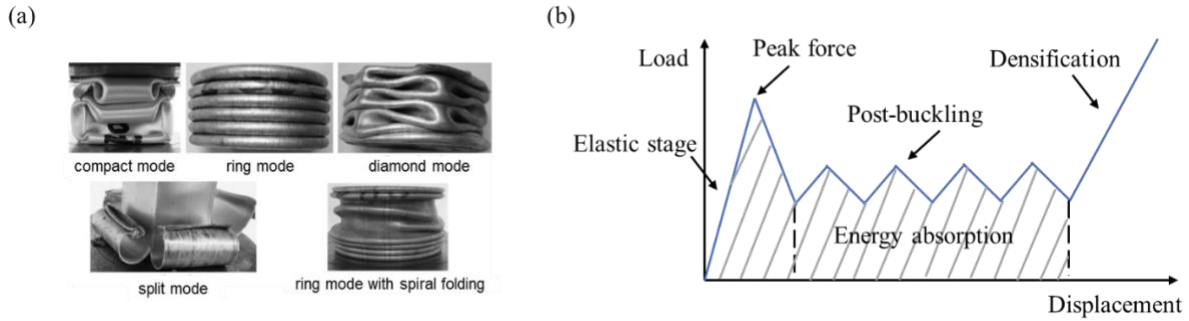 (a)
compact mode
ring mode
diamond mode
split mode
ring mode with spiral folding
(b)
Load
Peak force
Densification
Post-buckling
Elastic stage
Energy absorption
Displacement